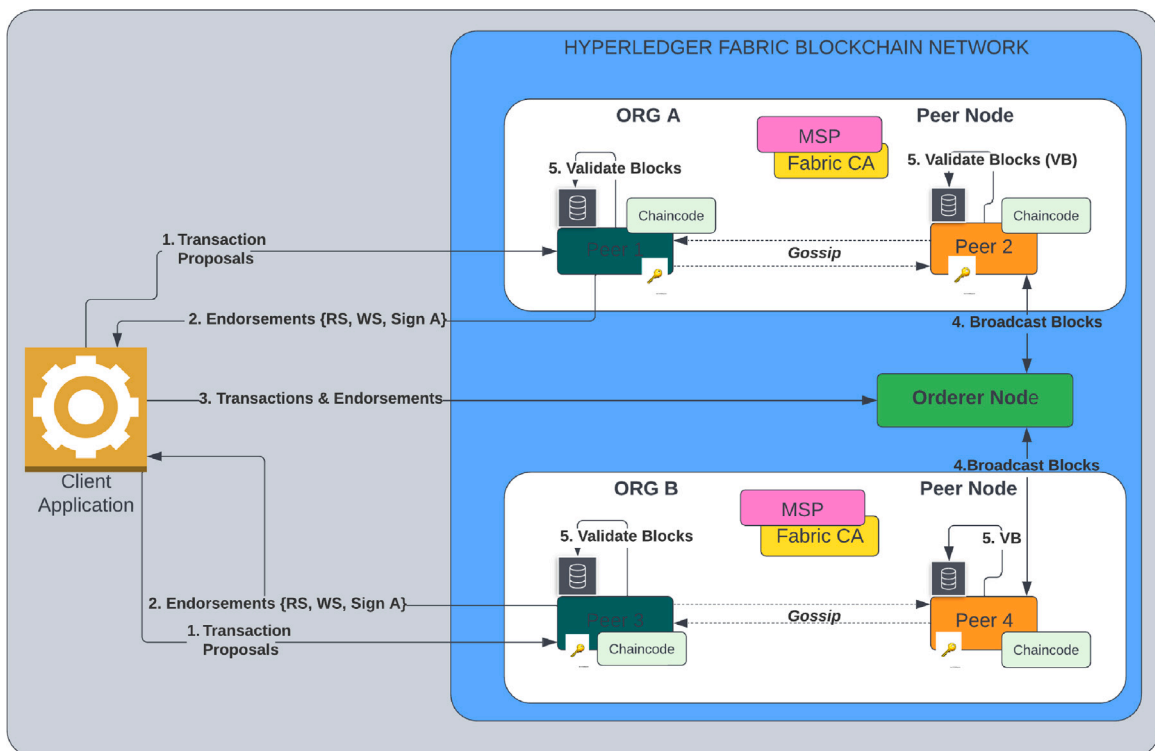 HYPERLEDGER FABRIC BLOCKCHAIN NETWORK
ORG A
Peer Node
MSP
Fabric CA
5. Validate Blocks
5. Validate Blocks (VB)
Chaincode
Chaincode
1. Transaction
Proposals
Peer 1
Peer 2
Gossip
2. Endorsements {RS, WS, Sign A}
4. Broadcast Blocks
3. Transactions & Endorsements
Orderer Node
Client
Application
4.Broadcast Blocks
ORG B
Peer Node
MSP
Fabric CA
5. Validate Blocks
5. VB
2. Endorsements {RS, WS, Sign A}
Peer 3
Gossip
Peer 4
1. Transaction
Proposals
Chaincode
Chaincode